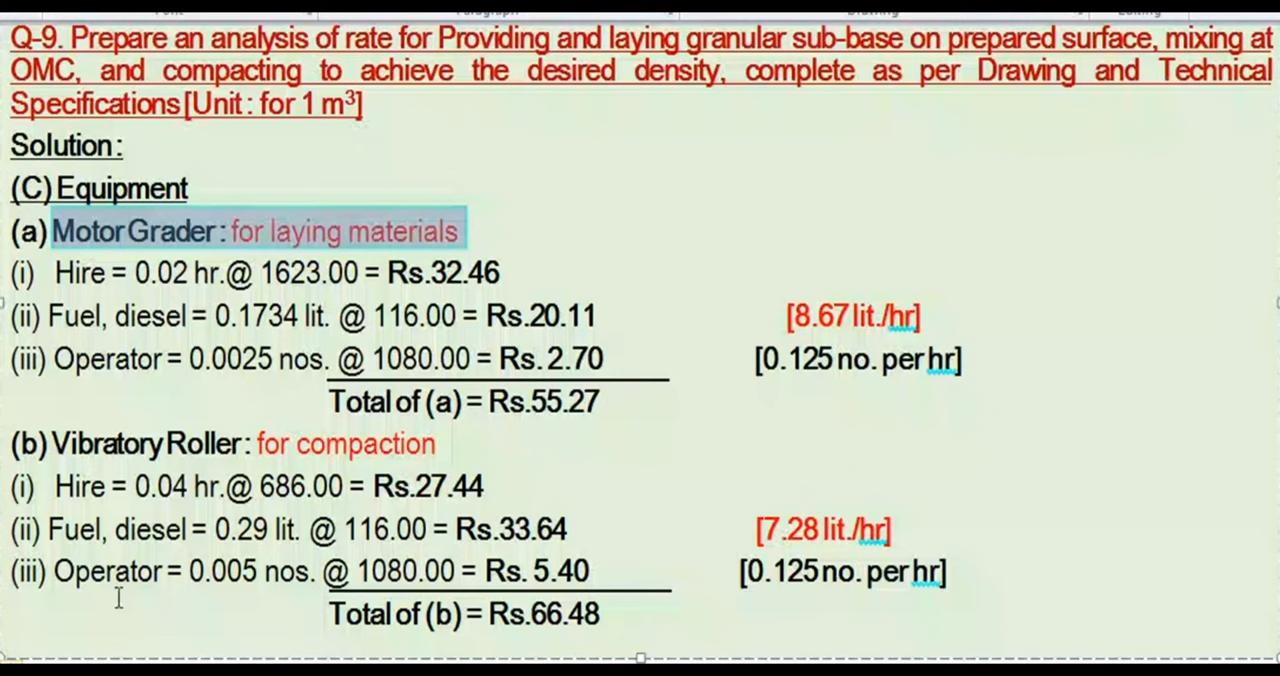 Q-9. Prepare an analysis of rate for Providing and laying granular sub-base on prepared surface, mixing at
OMC, and compacting to achieve the desired density, complete as per Drawing and Technical
Specifications [Unit : for 1 m³]
Solution :
(C) Equipment
(a) Motor Grader : for laying materials
(i) Hire = 0.02 hr.@ 1623.00 = Rs.32.46
(ii) Fuel, diesel = 0.1734 lit. @ 116.00 = Rs.20.11 [8.67 lit./hr]
(iii) Operator = 0.0025 nos. @ 1080.00 = Rs. 2.70 [0.125 no. per hr]
Total of (a) = Rs.55.27
(b) Vibratory Roller : for compaction
(i) Hire = 0.04 hr.@ 686.00 = Rs.27.44
(ii) Fuel, diesel = 0.29 lit. @ 116.00 = Rs.33.64 [7.28 lit./hr]
(iii) Operator = 0.005 nos. @ 1080.00 = Rs. 5.40 [0.125 no. per hr]
Total of (b) = Rs.66.48